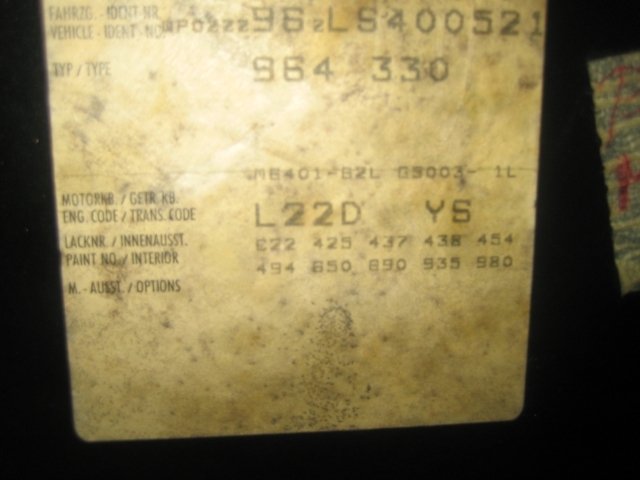 FAHRZG. - IDENT-NR.
VEHICLE - IDENT - NO. WP0ZZZ96ZLS400521
TYP / TYPE 964 330
M6401-62L G5003- 1L
MOTORKB. / GETR. KB.
ENG. CODE / TRANS. CODE L22D YS
LACKNR. / INNENAUSST. C22 425 437 438 454
PAINT NO. / INTERIOR 494 650 690 935 980
M. - AUSST. / OPTIONS